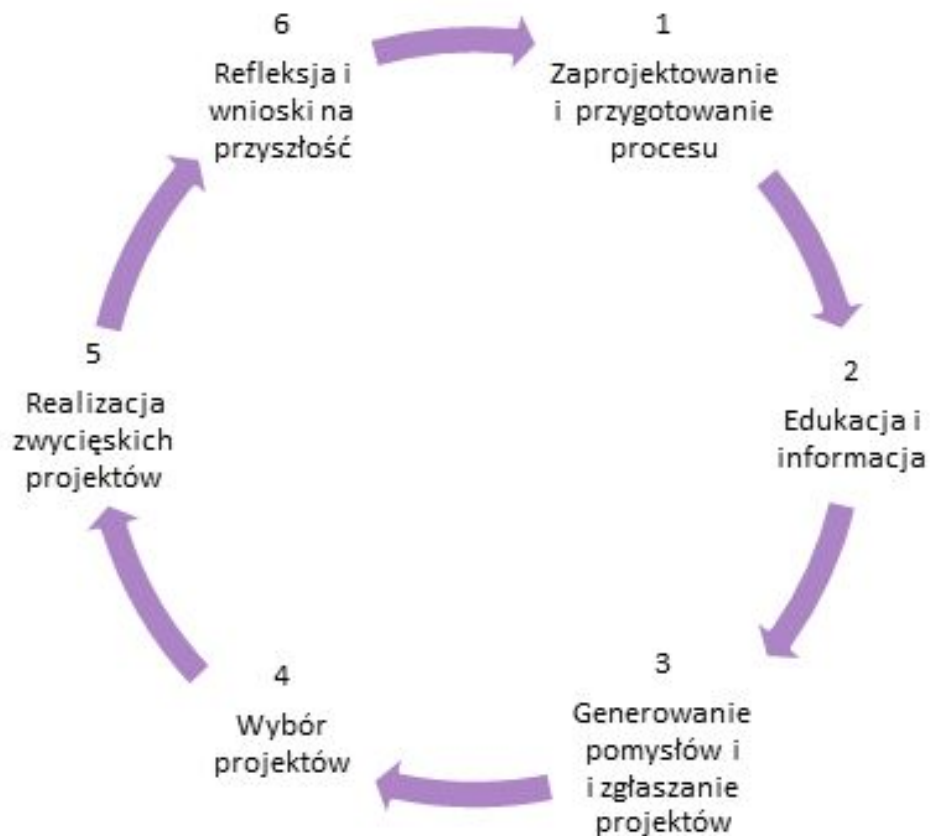 1
Zaprojektowanie
i przygotowanie
procesu
2
Edukacja i
informacja
3
Generowanie
pomysłów i
i zgłaszanie
projektów
4
Wybór
projektów
5
Realizacja
zwycięskich
projektów
6
Refleksja i
wnioski na
przyszłość